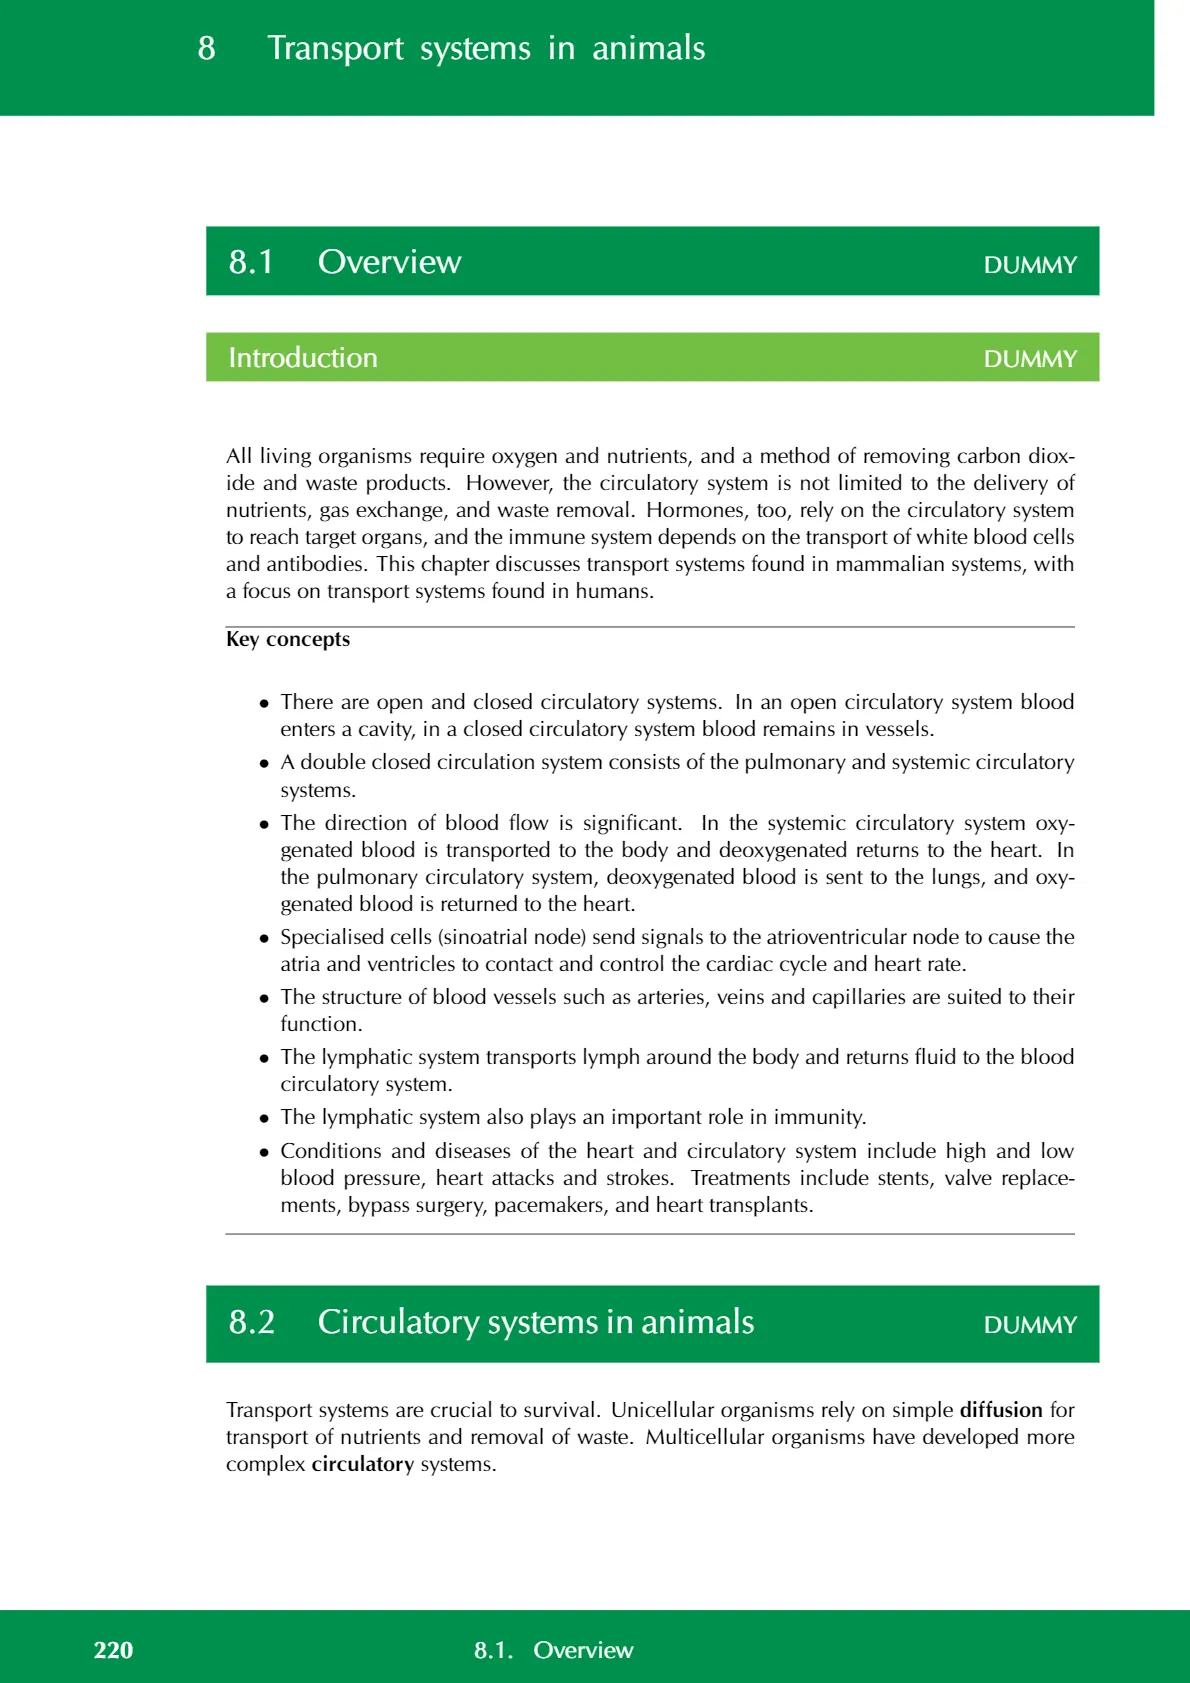 8 Transport systems in animals
8.1 Overview DUMMY
Introduction DUMMY
All living organisms require oxygen and nutrients, and a method of removing carbon diox-
ide and waste products. However, the circulatory system is not limited to the delivery of
nutrients, gas exchange, and waste removal. Hormones, too, rely on the circulatory system
to reach target organs, and the immune system depends on the transport of white blood cells
and antibodies. This chapter discusses transport systems found in mammalian systems, with
a focus on transport systems found in humans.
Key concepts
• There are open and closed circulatory systems. In an open circulatory system blood
enters a cavity, in a closed circulatory system blood remains in vessels.
• A double closed circulation system consists of the pulmonary and systemic circulatory
systems.
• The direction of blood flow is significant. In the systemic circulatory system oxy-
genated blood is transported to the body and deoxygenated returns to the heart. In
the pulmonary circulatory system, deoxygenated blood is sent to the lungs, and oxy-
genated blood is returned to the heart.
• Specialised cells (sinoatrial node) send signals to the atrioventricular node to cause the
atria and ventricles to contact and control the cardiac cycle and heart rate.
• The structure of blood vessels such as arteries, veins and capillaries are suited to their
function.
• The lymphatic system transports lymph around the body and returns fluid to the blood
circulatory system.
• The lymphatic system also plays an important role in immunity.
• Conditions and diseases of the heart and circulatory system include high and low
blood pressure, heart attacks and strokes. Treatments include stents, valve replace-
ments, bypass surgery, pacemakers, and heart transplants.
8.2 Circulatory systems in animals DUMMY
Transport systems are crucial to survival. Unicellular organisms rely on simple diffusion for
transport of nutrients and removal of waste. Multicellular organisms have developed more
complex circulatory systems.
220 8.1. Overview